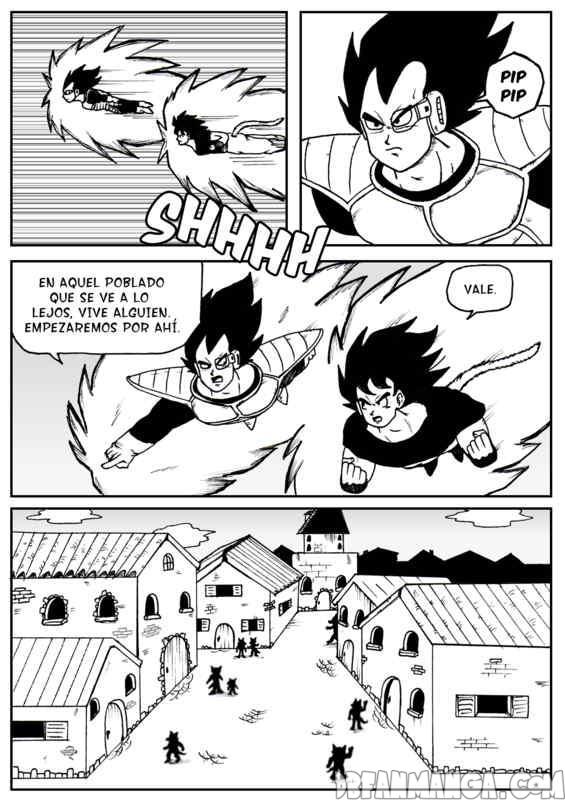 SHHHH
PIP
PIP
EN AQUEL POBLADO
QUE SE VE A LO
LEJOS, VIVE ALGUIEN.
EMPEZAREMOS POR AHÍ.
VALE.
DBFANMANGA.COM